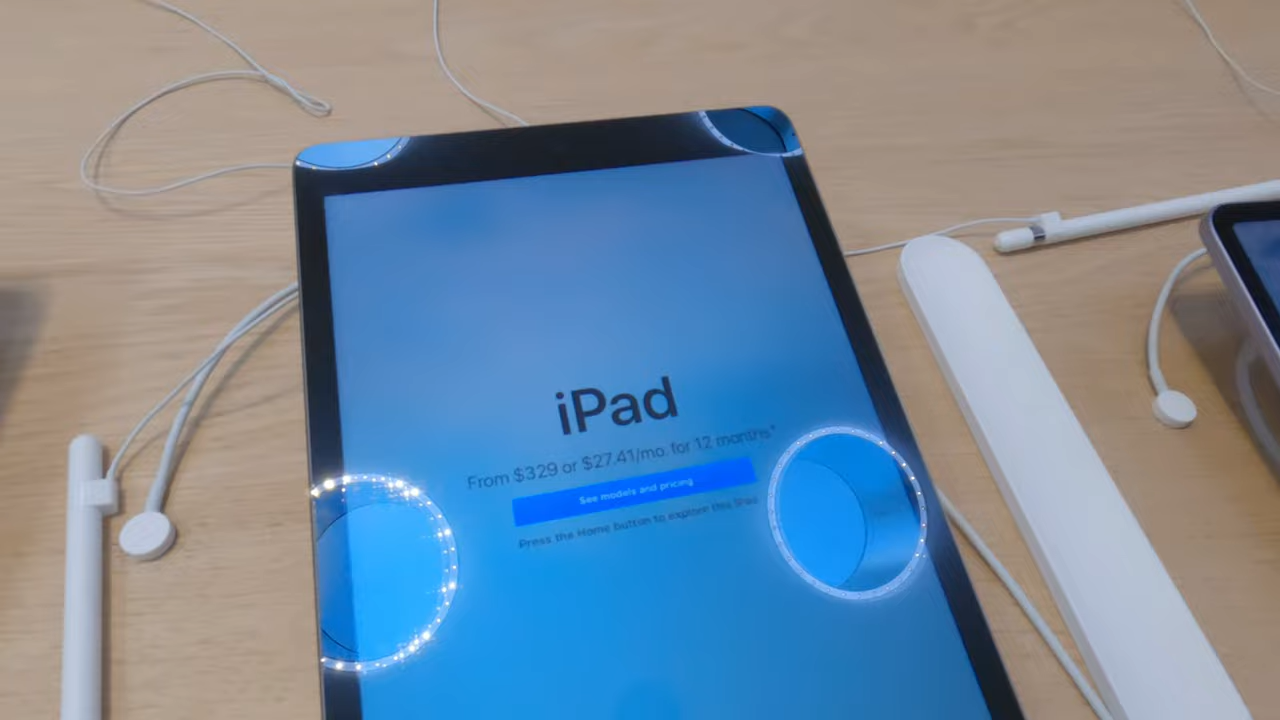 iPad
From $329 or $27.41/mo. for 12 months*
See models and pricing
Press the Home button to explore this iPad